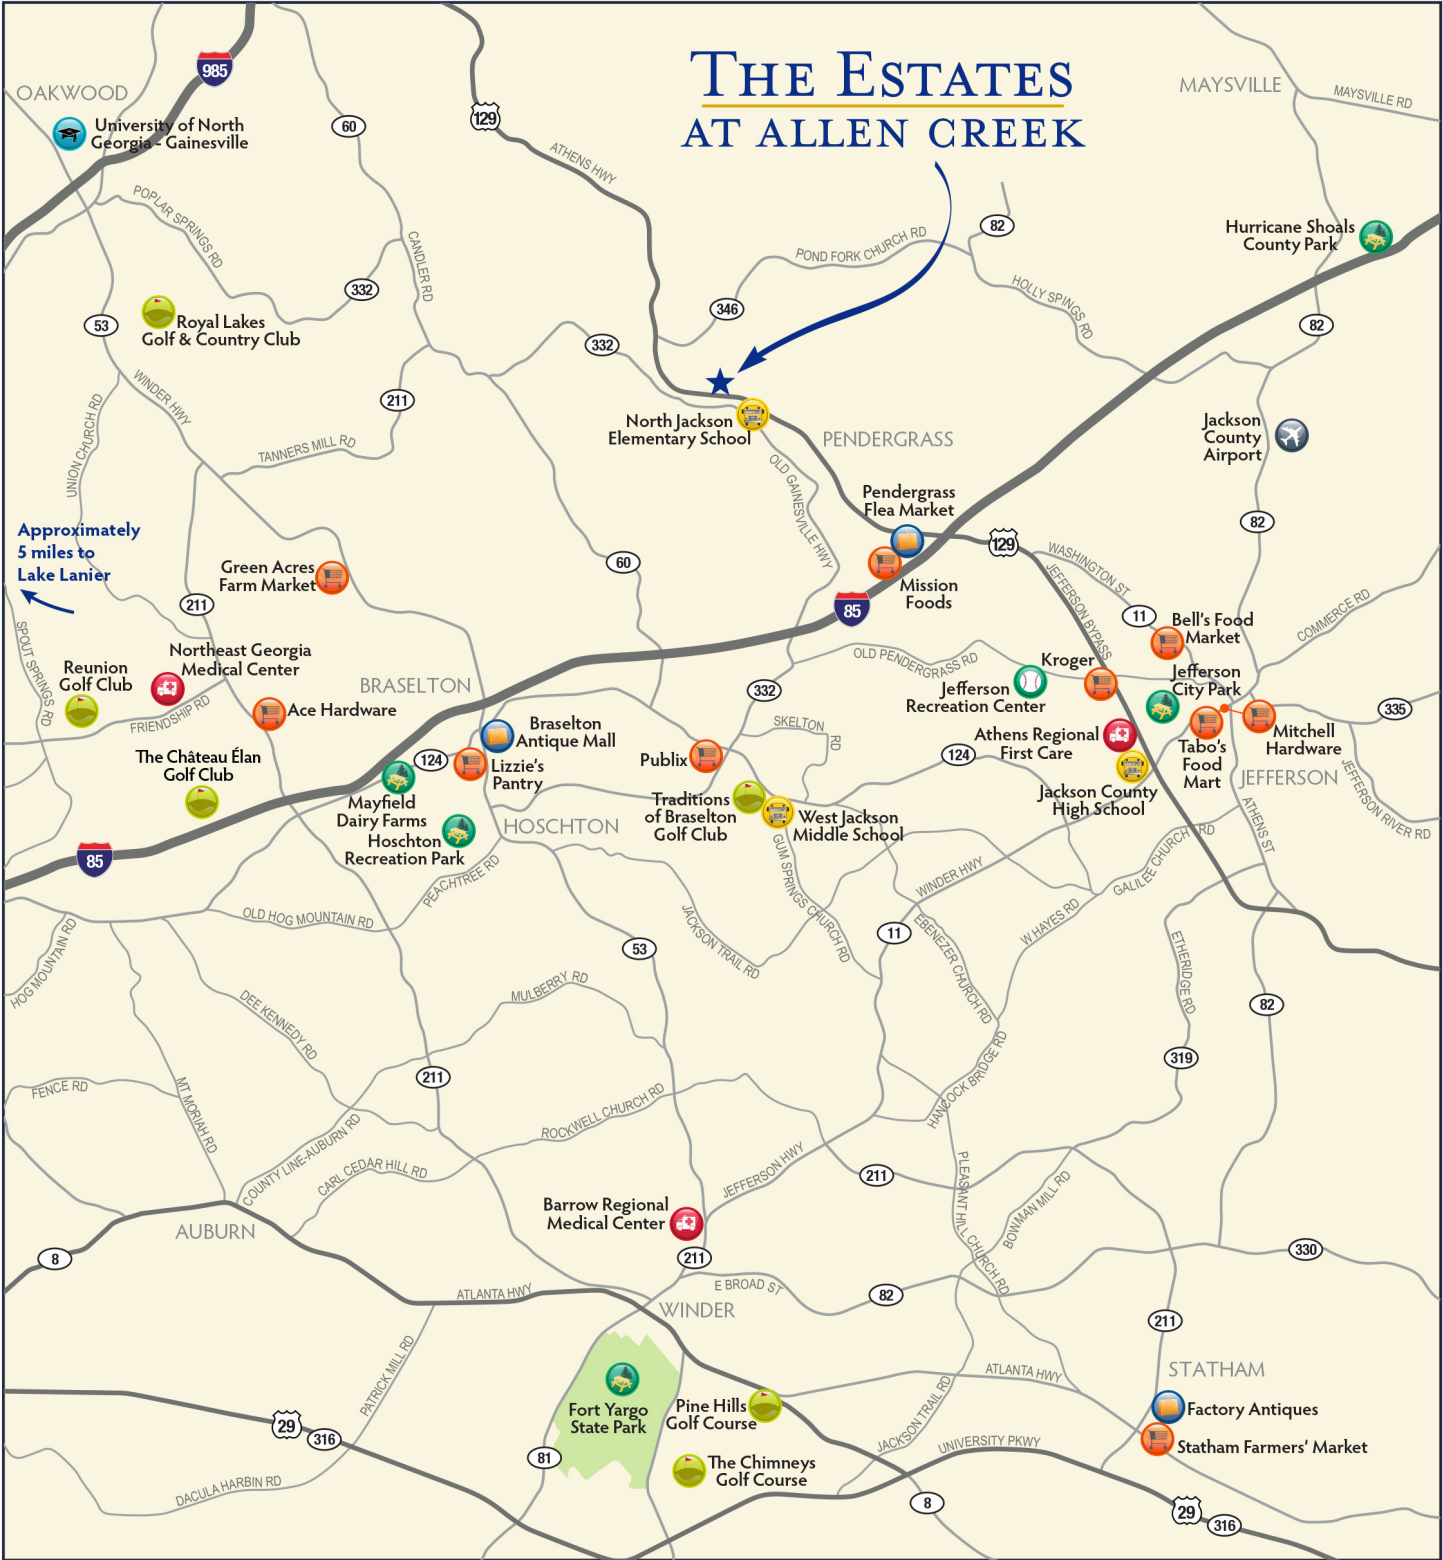 THE ESTATES
AT ALLEN CREEK
985
OAKWOOD
University of North
Georgia - Gainesville
60
129
ATHENS HWY
MAYSVILLE
MAYSVILLE RD
POPLAR SPRINGS RD
CANDLER RD
332
82
POND FORK CHURCH RD
HOLLY SPINGS RD
Hurricane Shoals
County Park
53
Royal Lakes
Golf & Country Club
346
332
82
WINDER HWY
UNION CHURCH RD
211
TANNERS MILL RD
North Jackson
Elementary School
PENDERGRASS
Jackson
County
Airport
OLD GAINESVILLE HWY
Pendergrass
Flea Market
82
Approximately
5 miles to
Lake Lanier
Green Acres
Farm Market
60
129
WASHINGTON ST
JEFFERSON BYPASS
Mission
Foods
85
211
11
Bell's Food
Market
COMMERCE RD
SPOUT SPRINGS RD
Reunion
Golf Club
Northeast Georgia
Medical Center
FRIENDSHIP RD
BRASELTON
Ace Hardware
OLD PENDERGRASS RD
332
Kroger
Jefferson
Recreation Center
Jefferson
City Park
335
The Château Élan
Golf Club
Braselton
Antique Mall
124
Lizzie's
Pantry
Publix
SKELTON
RD
124
Athens Regional
First Care
Tabo's
Food
Mart
Mitchell
Hardware
JEFFERSON
JEFFERSON RIVER RD
Mayfield
Dairy Farms
Hoschton
Recreation Park
HOSCHTON
Traditions
of Braselton
Golf Club
West Jackson
Middle School
Jackson County
High School
ATHENS ST
85
PEACHTREE RD
GUM SPRINGS CHURCH RD
WINDER HWY
GALILEE CHURCH RD
OLD HOG MOUNTAIN RD
HOG MOUNTAIN RD
JACKSON TRAIL RD
53
11
EBENEZER CHURCH RD
W HAYES RD
ETHERIDGE RD
82
MULBERRY RD
DEE KENNEDY RD
319
FENCE RD
MT MORIAH RD
211
HANCOCK BRIDGE RD
COUNTY LINE-AUBURN RD
ROCKWELL CHURCH RD
CARL CEDAR HILL RD
JEFFERSON HWY
211
PLEASANT HILL CHURCH RD
BOWMAN MILL RD
Barrow Regional
Medical Center
AUBURN
8
211
330
ATLANTA HWY
E BROAD ST
82
WINDER
211
PATRICK MILL RD
STATHAM
ATLANTA HWY
Fort Yargo
State Park
Pine Hills
Golf Course
JACKSON TRAIL RD
Factory Antiques
Statham Farmers' Market
29
316
81
The Chimneys
Golf Course
UNIVERSITY PKWY
DACULA HARBIN RD
8
29
316